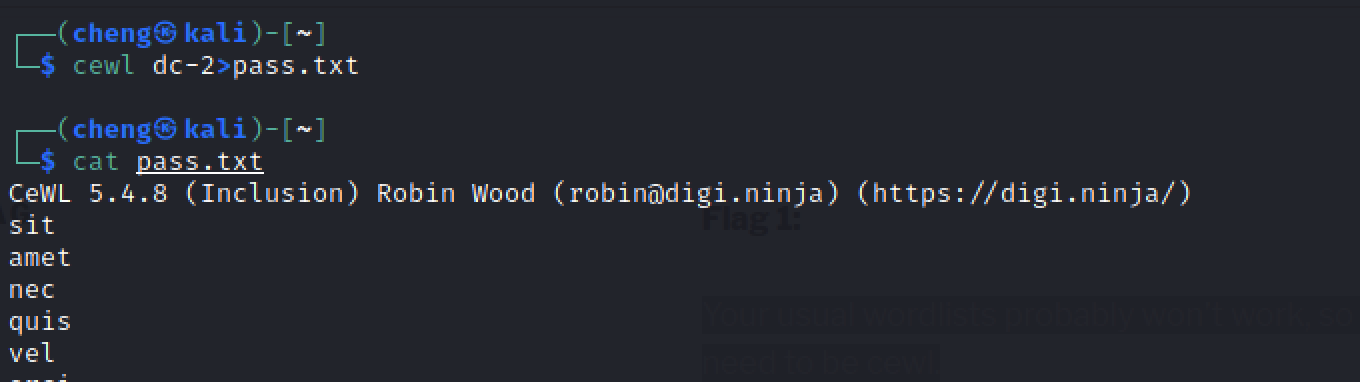 ┌──(cheng㉿kali)-[~]
└─$ cewl dc-2>pass.txt
┌──(cheng㉿kali)-[~]
└─$ cat pass.txt
CeWL 5.4.8 (Inclusion) Robin Wood (robin@digi.ninja) (https://digi.ninja/)
sit
Flag 1:
amet
nec
quis
Your usual wordlists probably won't work, so
vel
need to be cewl.